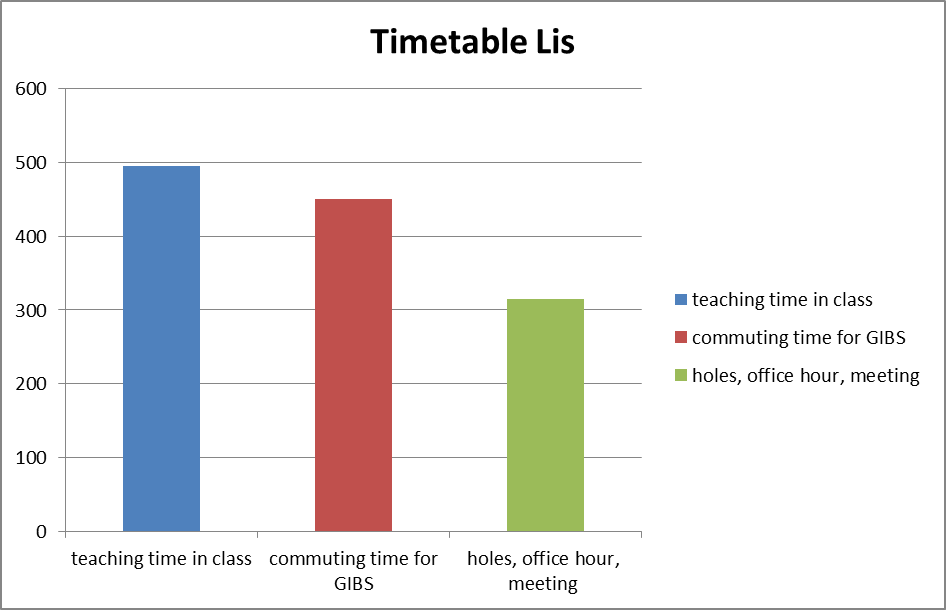 Timetable Lis
600
500
400
300
200
100
0
teaching time in class
commuting time for
GIBS
holes, office hour,
meeting
teaching time in class
commuting time for GIBS
holes, office hour, meeting